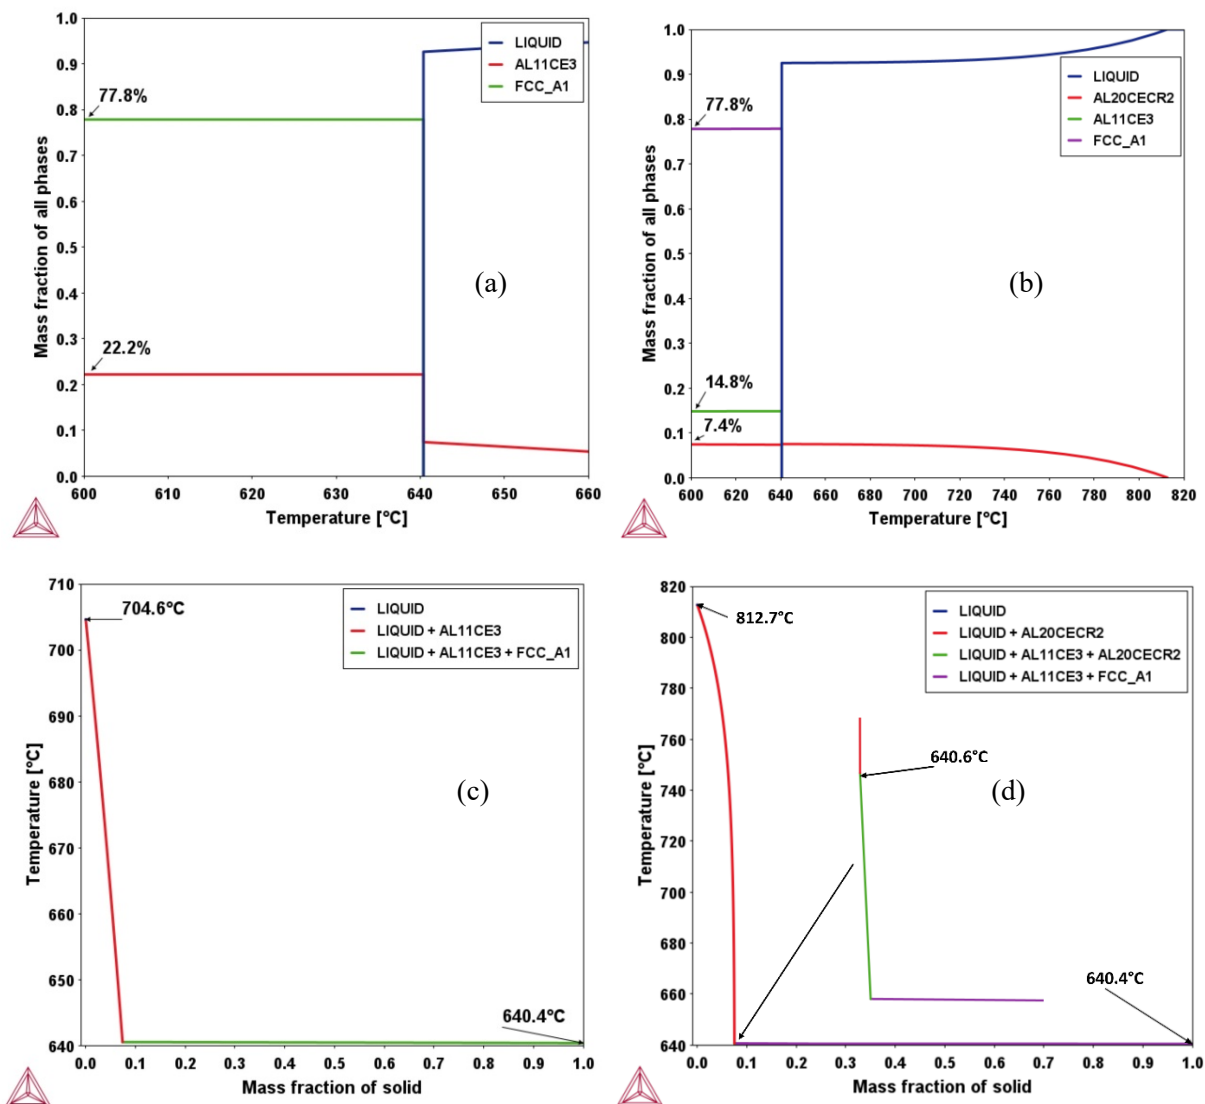 1.0
0.9
0.8
0.7
0.6
0.5
0.4
0.3
0.2
0.1
0.0
Mass fraction of all phases
LIQUID
AL11CE3
FCC_A1
77.8%
22.2%
(a)
600 610 620 630 640 650 660
Temperature [°C]
1.0
0.9
0.8
0.7
0.6
0.5
0.4
0.3
0.2
0.1
0.0
Mass fraction of all phases
LIQUID
AL20CECR2
AL11CE3
FCC_A1
77.8%
14.8%
7.4%
(b)
600 620 640 660 680 700 720 740 760 780 800 820
Temperature [°C]
710
700
690
680
670
660
650
640
Temperature [°C]
704.6°C
LIQUID
LIQUID + AL11CE3
LIQUID + AL11CE3 + FCC_A1
(c)
640.4°C
0.0 0.1 0.2 0.3 0.4 0.5 0.6 0.7 0.8 0.9 1.0
Mass fraction of solid
820
800
780
760
740
720
700
680
660
640
Temperature [°C]
812.7°C
LIQUID
LIQUID + AL20CECR2
LIQUID + AL11CE3 + AL20CECR2
LIQUID + AL11CE3 + FCC_A1
640.6°C
(d)
640.4°C
0.0 0.1 0.2 0.3 0.4 0.5 0.6 0.7 0.8 0.9 1.0
Mass fraction of solid